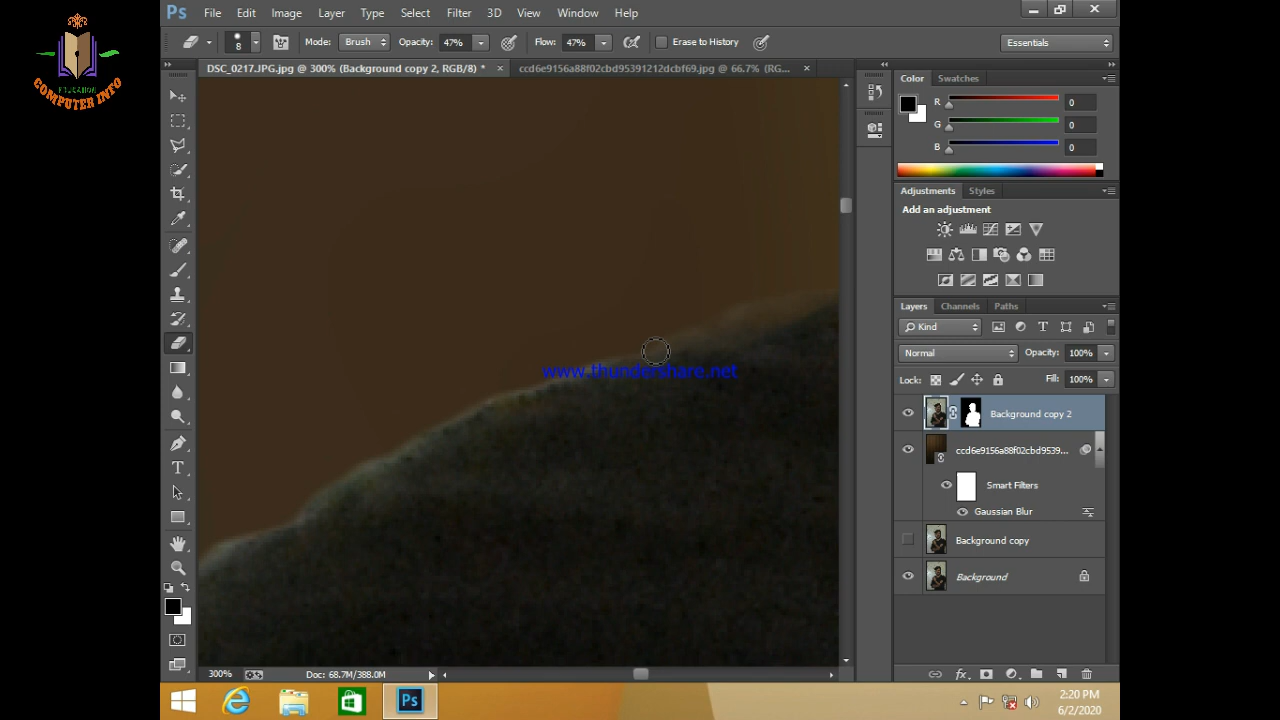 Ps File Edit Image Layer Type Select Filter 3D View Window Help
8 Mode: Brush Opacity: 47% Flow: 47% Erase to History Essentials
DSC_0217.JPG.jpg @ 300% (Background copy 2, RGB/8) * × ccd6e9156a88f02cbd95391212dcbf69.jpg @ 66.7% (RG... ×
EDUCATION
COMPUTER INFO
Color Swatches
R 0
G 0
B 0
Adjustments Styles
Add an adjustment
Layers Channels Paths
Kind
Normal Opacity: 100%
Lock: Fill: 100%
Background copy 2
ccd6e9156a88f02cbd9539...
Smart Filters
Gaussian Blur
Background copy
Background
www.thundershare.net
300% Doc: 68.7M/388.0M
Ps
2:20 PM
6/2/2020